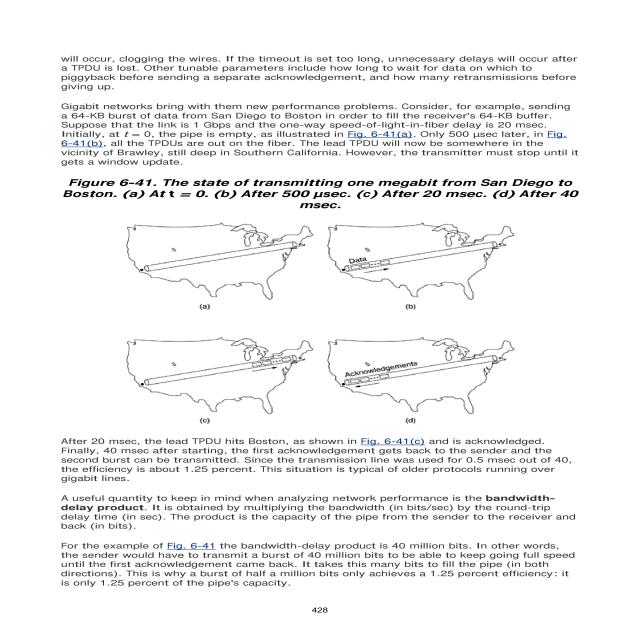 will occur, clogging the wires. If the timeout is set too long, unnecessary delays will occur after
a TPDU is lost. Other tunable parameters include how long to wait for data on which to
piggyback before sending a separate acknowledgement, and how many retransmissions before
giving up.
Gigabit networks bring with them new performance problems. Consider, for example, sending
a 64-KB burst of data from San Diego to Boston in order to fill the receiver's 64-KB buffer.
Suppose that the link is 1 Gbps and the one-way speed-of-light-in-fiber delay is 20 msec.
Initially, at t = 0, the pipe is empty, as illustrated in Fig. 6-41(a). Only 500 µsec later, in Fig.
6-41(b), all the TPDUs are out on the fiber. The lead TPDU will now be somewhere in the
vicinity of Brawley, still deep in Southern California. However, the transmitter must stop until it
gets a window update.
Figure 6-41. The state of transmitting one megabit from San Diego to
Boston. (a) At t = 0. (b) After 500 µsec. (c) After 20 msec. (d) After 40
msec.
Data
(a)
(b)
Acknowledgements
(c)
(d)
After 20 msec, the lead TPDU hits Boston, as shown in Fig. 6-41(c) and is acknowledged.
Finally, 40 msec after starting, the first acknowledgement gets back to the sender and the
second burst can be transmitted. Since the transmission line was used for 0.5 msec out of 40,
the efficiency is about 1.25 percent. This situation is typical of older protocols running over
gigabit lines.
A useful quantity to keep in mind when analyzing network performance is the bandwidth-
delay product. It is obtained by multiplying the bandwidth (in bits/sec) by the round-trip
delay time (in sec). The product is the capacity of the pipe from the sender to the receiver and
back (in bits).
For the example of Fig. 6-41 the bandwidth-delay product is 40 million bits. In other words,
the sender would have to transmit a burst of 40 million bits to be able to keep going full speed
until the first acknowledgement came back. It takes this many bits to fill the pipe (in both
directions). This is why a burst of half a million bits only achieves a 1.25 percent efficiency: it
is only 1.25 percent of the pipe's capacity.
428